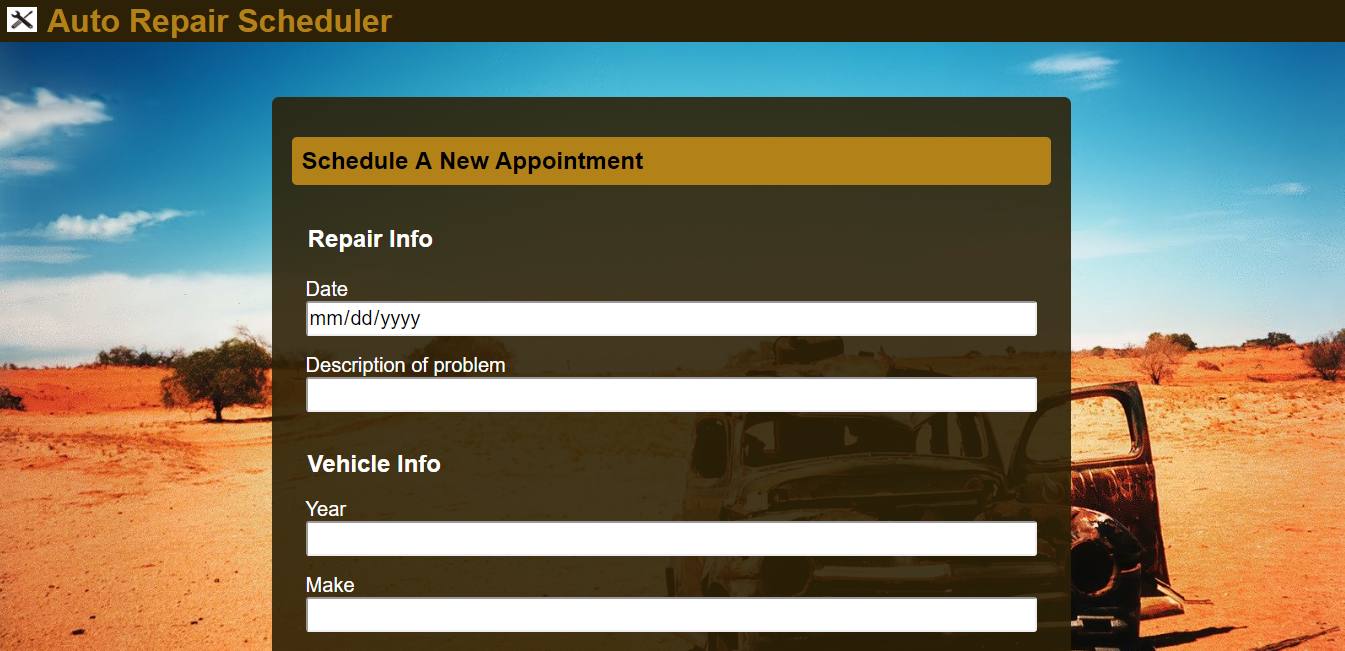 Auto Repair Scheduler
Schedule A New Appointment
Repair Info
Date
mm/dd/yyyy
Description of problem
Vehicle Info
Year
Make